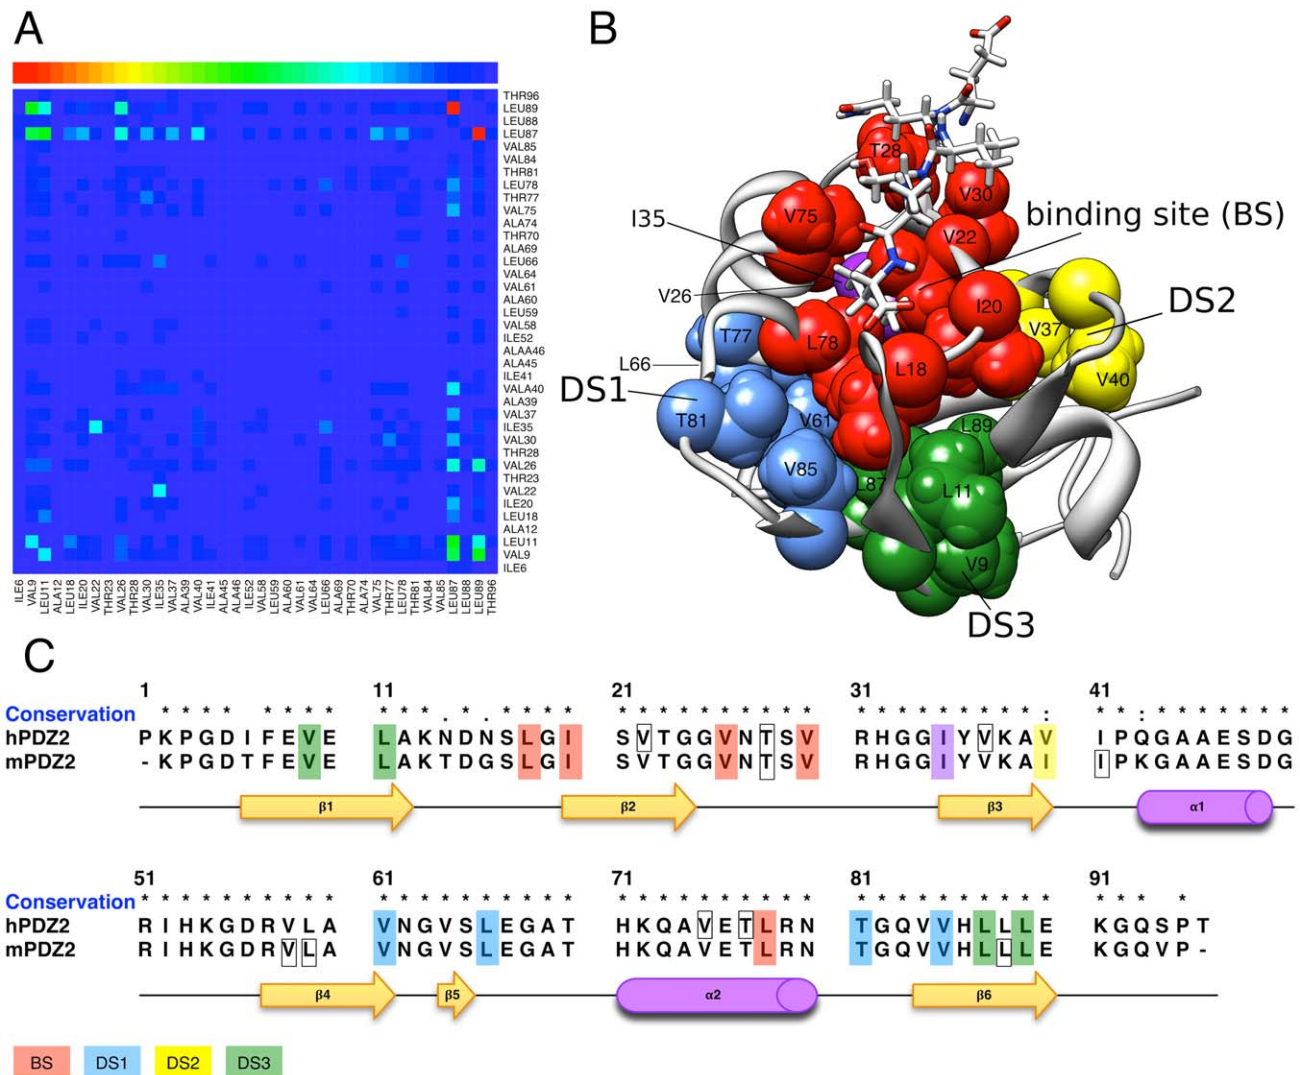 A
THR96
LEU89
LEU88
LEU87
VAL85
VAL84
THR81
LEU78
THR77
VAL75
ALA74
THR70
ALA69
LEU66
VAL64
VAL61
ALA60
LEU59
VAL58
ILE52
ALAA46
ALA45
ILE41
VALA40
ALA39
VAL37
ILE35
VAL30
THR28
VAL26
THR23
VAL22
ILE20
LEU18
ALA12
LEU11
VAL9
ILE6
ILE6 VAL9 LEU11 ALA12 LEU18 ILE20 VAL22 THR23 VAL26 THR28 VAL30 ILE35 VAL37 ALA39 VAL40 ILE41 ALA45 ALA46 ILE52 VAL58 LEU59 ALA60 VAL61 VAL64 LEU66 ALA69 THR70 ALA74 VAL75 THR77 LEU78 THR81 VAL84 VAL85 LEU87 LEU88 LEU89 THR96
B
T28
V30
V75
I35
binding site (BS)
V22
V26
I20
DS2
T77
L78
V37
L66
L18
V40
DS1
T81
V61
L89
V85
L87
L11
V9
DS3
C
1 11 21 31 41
Conservation * * * * * * * * * * * . * . * * * * * * * * * * * * * * * * * * * * : * * : * * * * * * *
hPDZ2 P K P G D I F E V E L A K N D N S L G I S V T G G V N T S V R H G G I Y V K A V I P Q G A A E S D G
mPDZ2 - K P G D T F E V E L A K T D G S L G I S V T G G V N T S V R H G G I Y V K A I I P K G A A E S D G
β1 β2 β3 α1
51 61 71 81 91
Conservation * * * * * * * * * * * * * * * * * * * * * * * * * * * * * * * * * * * * * * * * * * * * * * * *
hPDZ2 R I H K G D R V L A V N G V S L E G A T H K Q A V E T L R N T G Q V V H L L L E K G Q S P T
mPDZ2 R I H K G D R V L A V N G V S L E G A T H K Q A V E T L R N T G Q V V H L L L E K G Q V P -
β4 β5 α2 β6
BS DS1 DS2 DS3